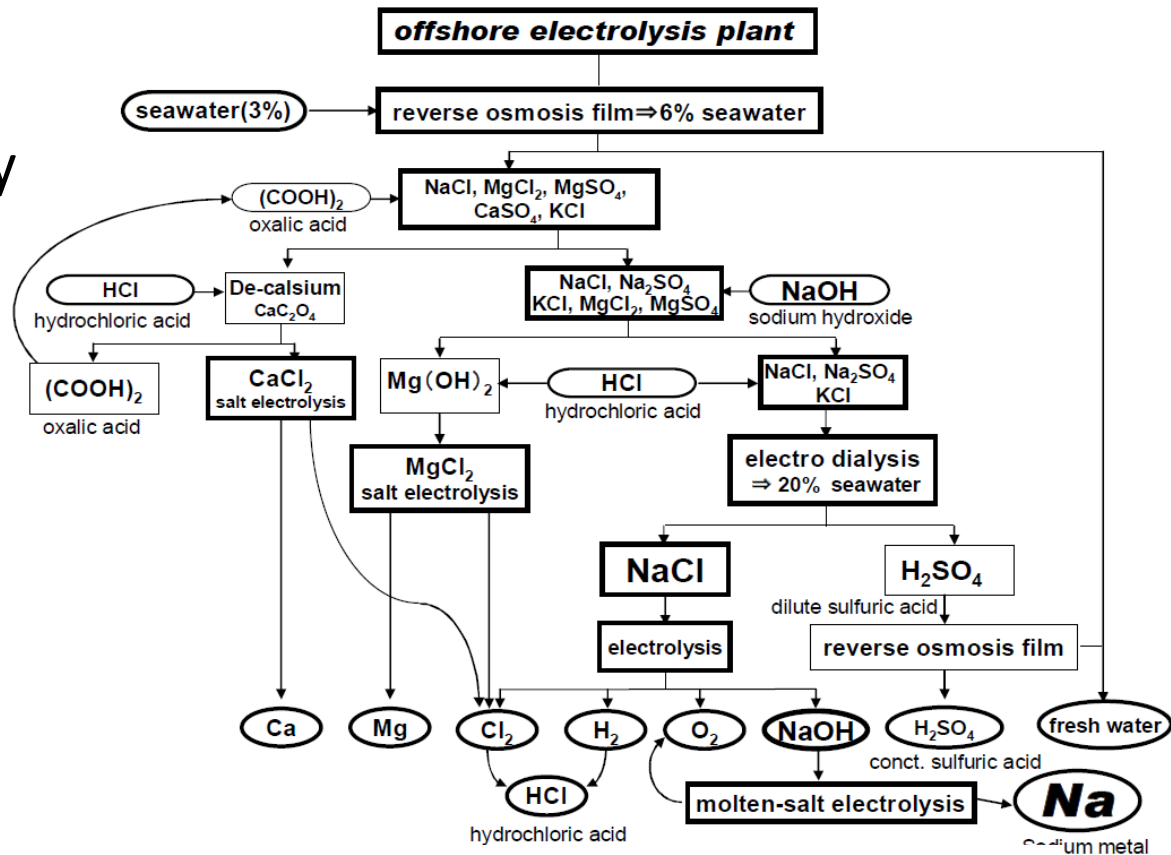 offshore electrolysis plant
seawater(3%)
reverse osmosis film⇒6% seawater
y
(COOH)₂
oxalic acid
NaCl, MgCl₂, MgSO₄,
CaSO₄, KCl
HCl
hydrochloric acid
De-calsium
CaC₂O₄
NaCl, Na₂SO₄
KCl, MgCl₂, MgSO₄
NaOH
sodium hydroxide
(COOH)₂
oxalic acid
CaCl₂
salt electrolysis
Mg(OH)₂
HCl
hydrochloric acid
NaCl, Na₂SO₄
KCl
MgCl₂
salt electrolysis
electro dialysis
⇒ 20% seawater
NaCl
H₂SO₄
dilute sulfuric acid
electrolysis
reverse osmosis film
Ca
Mg
Cl₂
H₂
O₂
NaOH
H₂SO₄
conct. sulfuric acid
fresh water
HCl
hydrochloric acid
molten-salt electrolysis
Na
Sodium metal